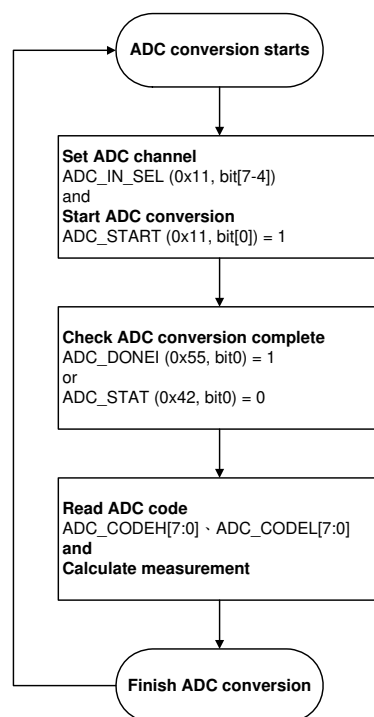 ADC conversion starts
Set ADC channel
ADC_IN_SEL (0x11, bit[7-4])
and
Start ADC conversion
ADC_START (0x11, bit[0]) = 1
Check ADC conversion complete
ADC_DONEI (0x55, bit0) = 1
or
ADC_STAT (0x42, bit0) = 0
Read ADC code
ADC_CODEH[7:0]、ADC_CODEL[7:0]
and
Calculate measurement
Finish ADC conversion